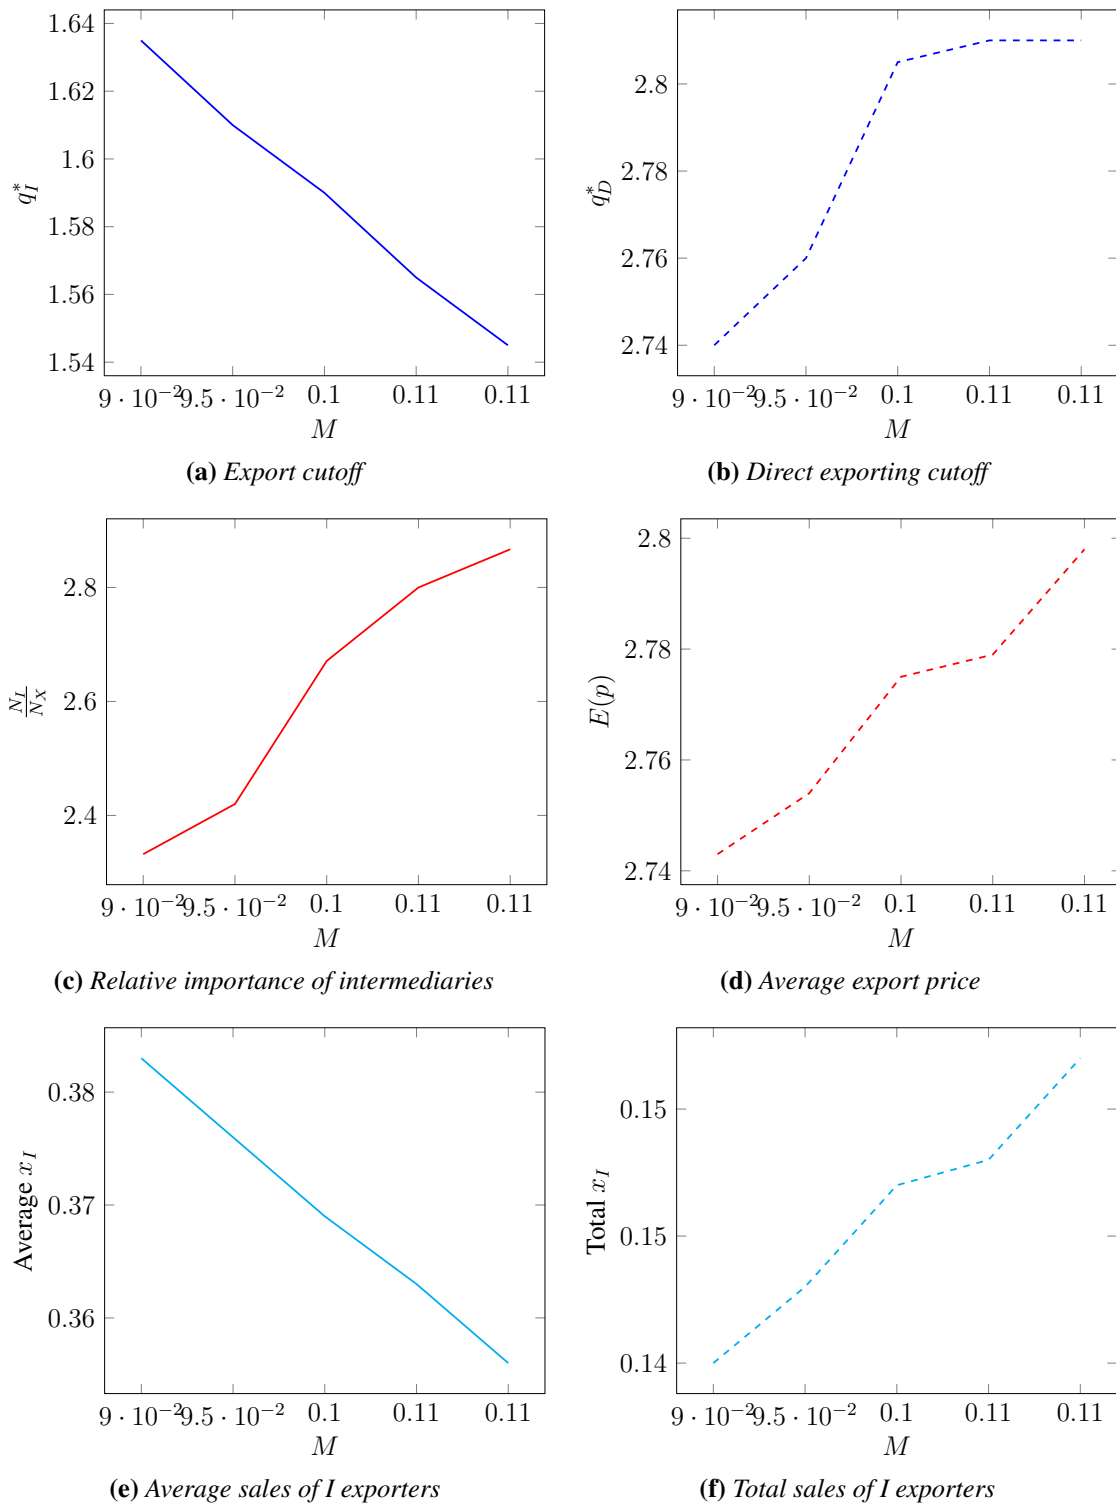 1.64
1.62
1.6
1.58
1.56
1.54
q*_I
9 · 10^{-2} 9.5 · 10^{-2} 0.1 0.11 0.11
M
(a) Export cutoff
2.8
2.78
2.76
2.74
q*_D
9 · 10^{-2} 9.5 · 10^{-2} 0.1 0.11 0.11
M
(b) Direct exporting cutoff
2.8
2.6
2.4
N_I/N_X
9 · 10^{-2} 9.5 · 10^{-2} 0.1 0.11 0.11
M
(c) Relative importance of intermediaries
2.8
2.78
2.76
2.74
E(p)
9 · 10^{-2} 9.5 · 10^{-2} 0.1 0.11 0.11
M
(d) Average export price
0.38
0.37
0.36
Average x_I
9 · 10^{-2} 9.5 · 10^{-2} 0.1 0.11 0.11
M
(e) Average sales of I exporters
0.15
0.15
0.14
Total x_I
9 · 10^{-2} 9.5 · 10^{-2} 0.1 0.11 0.11
M
(f) Total sales of I exporters